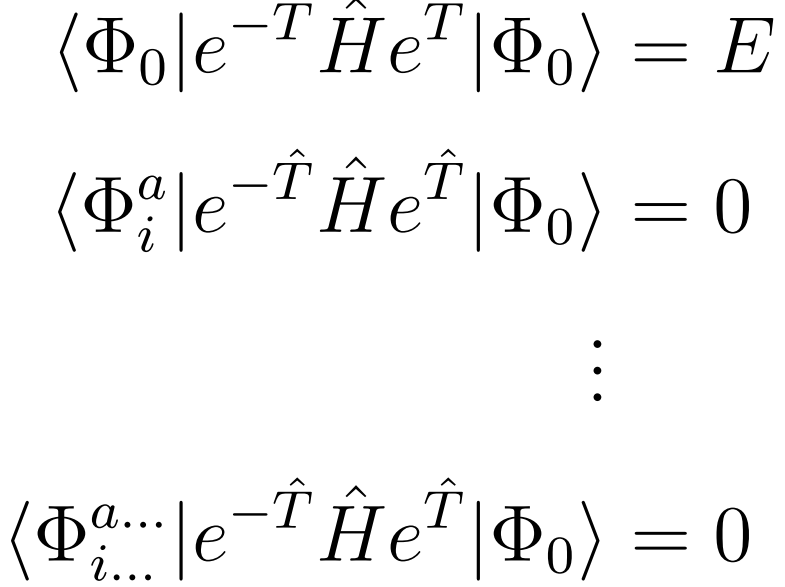 ⟨Φ₀|e^{−T} Ĥe^{T}|Φ₀⟩ = E
⟨Φ_i^a|e^{−T̂} Ĥe^{T̂}|Φ₀⟩ = 0
⋮
⟨Φ_{i...}^{a...}|e^{−T̂} Ĥe^{T̂}|Φ₀⟩ = 0